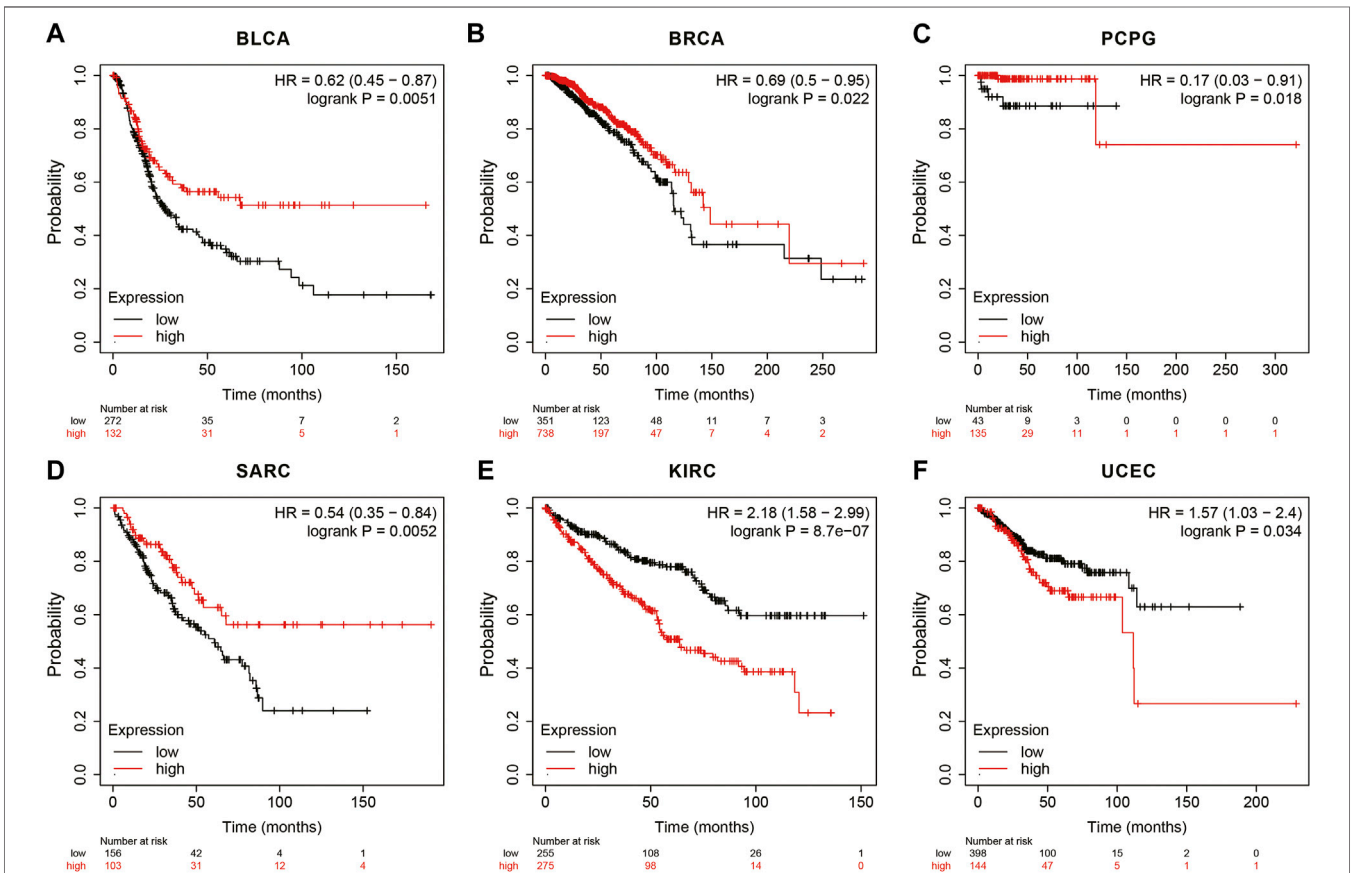 A
BLCA
HR = 0.62 (0.45 − 0.87)
logrank P = 0.0051
Probability
1.0
0.8
0.6
0.4
0.2
0.0
Expression
low
high
0 50 100 150
Time (months)
Number at risk
low 272 35 7 2
high 132 31 5 1
B
BRCA
HR = 0.69 (0.5 − 0.95)
logrank P = 0.022
Probability
1.0
0.8
0.6
0.4
0.2
0.0
Expression
low
high
0 50 100 150 200 250
Time (months)
Number at risk
low 351 123 48 11 7 3
high 738 197 47 7 4 2
C
PCPG
HR = 0.17 (0.03 − 0.91)
logrank P = 0.018
Probability
1.0
0.8
0.6
0.4
0.2
0.0
Expression
low
high
0 50 100 150 200 250 300
Time (months)
Number at risk
low 43 9 3 0 0 0 0
high 135 29 11 1 1 1 1
D
SARC
HR = 0.54 (0.35 − 0.84)
logrank P = 0.0052
Probability
1.0
0.8
0.6
0.4
0.2
0.0
Expression
low
high
0 50 100 150
Time (months)
Number at risk
low 156 42 4 1
high 103 31 12 4
E
KIRC
HR = 2.18 (1.58 − 2.99)
logrank P = 8.7e−07
Probability
1.0
0.8
0.6
0.4
0.2
0.0
Expression
low
high
0 50 100 150
Time (months)
Number at risk
low 255 108 26 1
high 275 98 14 0
F
UCEC
HR = 1.57 (1.03 − 2.4)
logrank P = 0.034
Probability
1.0
0.8
0.6
0.4
0.2
0.0
Expression
low
high
0 50 100 150 200
Time (months)
Number at risk
low 398 100 15 2 0
high 144 47 5 1 1